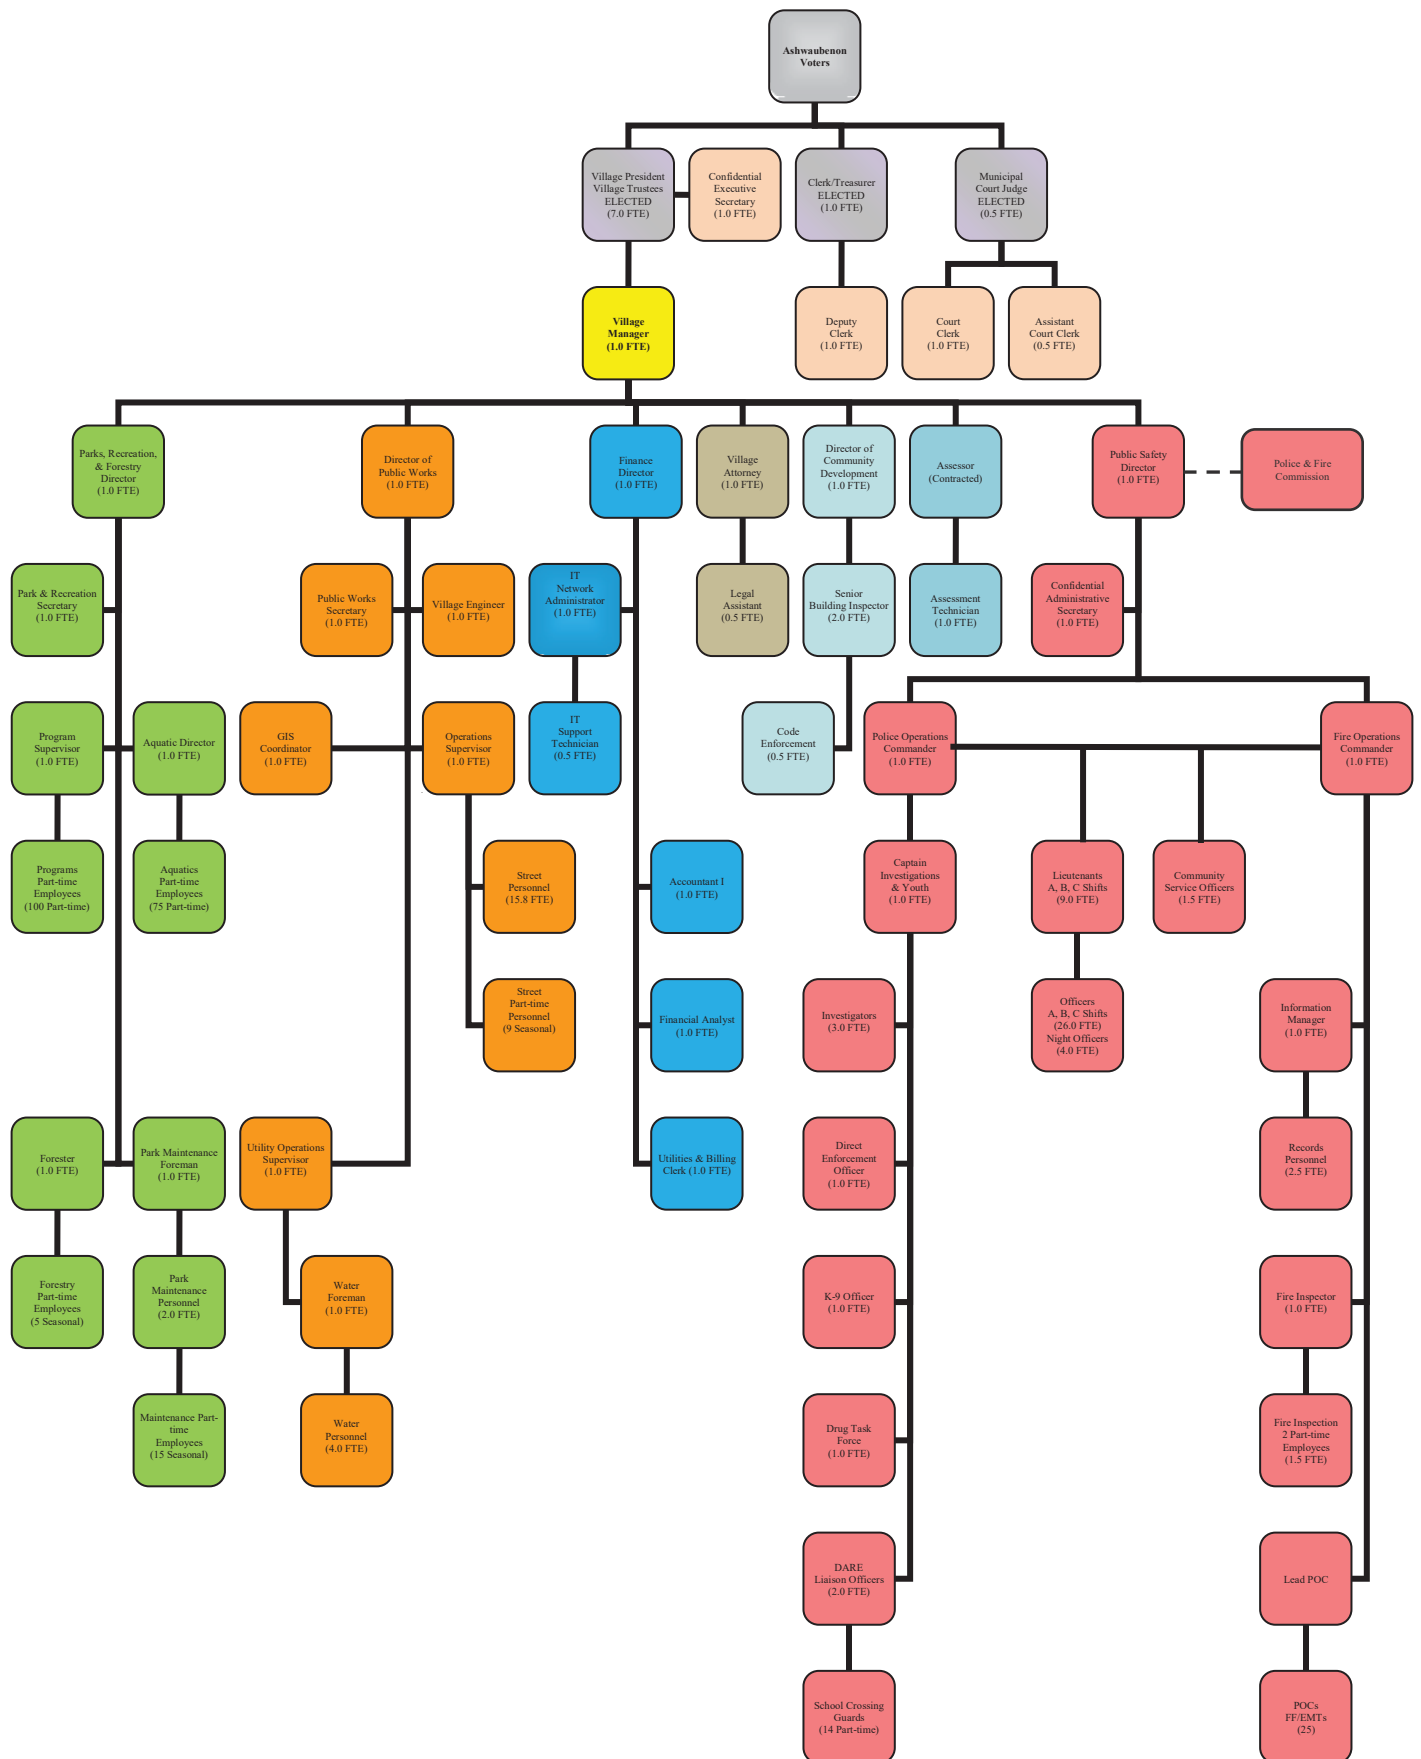 Ashwaubenon
Voters
Village President
Village Trustees
ELECTED
(7.0 FTE)
Confidential
Executive
Secretary
(1.0 FTE)
Clerk/Treasurer
ELECTED
(1.0 FTE)
Municipal
Court Judge
ELECTED
(0.5 FTE)
Village
Manager
(1.0 FTE)
Deputy
Clerk
(1.0 FTE)
Court
Clerk
(1.0 FTE)
Assistant
Court Clerk
(0.5 FTE)
Parks, Recreation,
& Forestry
Director
(1.0 FTE)
Director of
Public Works
(1.0 FTE)
Finance
Director
(1.0 FTE)
Village
Attorney
(1.0 FTE)
Director of
Community
Development
(1.0 FTE)
Assessor
(Contracted)
Public Safety
Director
(1.0 FTE)
Police & Fire
Commission
Park & Recreation
Secretary
(1.0 FTE)
Public Works
Secretary
(1.0 FTE)
Village Engineer
(1.0 FTE)
IT
Network
Administrator
(1.0 FTE)
Legal
Assistant
(0.5 FTE)
Senior
Building Inspector
(2.0 FTE)
Assessment
Technician
(1.0 FTE)
Confidential
Administrative
Secretary
(1.0 FTE)
Program
Supervisor
(1.0 FTE)
Aquatic Director
(1.0 FTE)
GIS
Coordinator
(1.0 FTE)
Operations
Supervisor
(1.0 FTE)
IT
Support
Technician
(0.5 FTE)
Code
Enforcement
(0.5 FTE)
Police Operations
Commander
(1.0 FTE)
Fire Operations
Commander
(1.0 FTE)
Programs
Part-time
Employees
(100 Part-time)
Aquatics
Part-time
Employees
(75 Part-time)
Street
Personnel
(15.8 FTE)
Accountant I
(1.0 FTE)
Captain
Investigations
& Youth
(1.0 FTE)
Lieutenants
A, B, C Shifts
(9.0 FTE)
Community
Service Officers
(1.5 FTE)
Street
Part-time
Personnel
(9 Seasonal)
Financial Analyst
(1.0 FTE)
Investigators
(3.0 FTE)
Officers
A, B, C Shifts
(26.0 FTE)
Night Officers
(4.0 FTE)
Information
Manager
(1.0 FTE)
Forester
(1.0 FTE)
Park Maintenance
Foreman
(1.0 FTE)
Utility Operations
Supervisor
(1.0 FTE)
Utilities & Billing
Clerk (1.0 FTE)
Direct
Enforcement
Officer
(1.0 FTE)
Records
Personnel
(2.5 FTE)
Forestry
Part-time
Employees
(5 Seasonal)
Park
Maintenance
Personnel
(2.0 FTE)
Water
Foreman
(1.0 FTE)
K-9 Officer
(1.0 FTE)
Fire Inspector
(1.0 FTE)
Maintenance Part-
time
Employees
(15 Seasonal)
Water
Personnel
(4.0 FTE)
Drug Task
Force
(1.0 FTE)
Fire Inspection
2 Part-time
Employees
(1.5 FTE)
DARE
Liaison Officers
(2.0 FTE)
Lead POC
School Crossing
Guards
(14 Part-time)
POCs
FF/EMTs
(25)